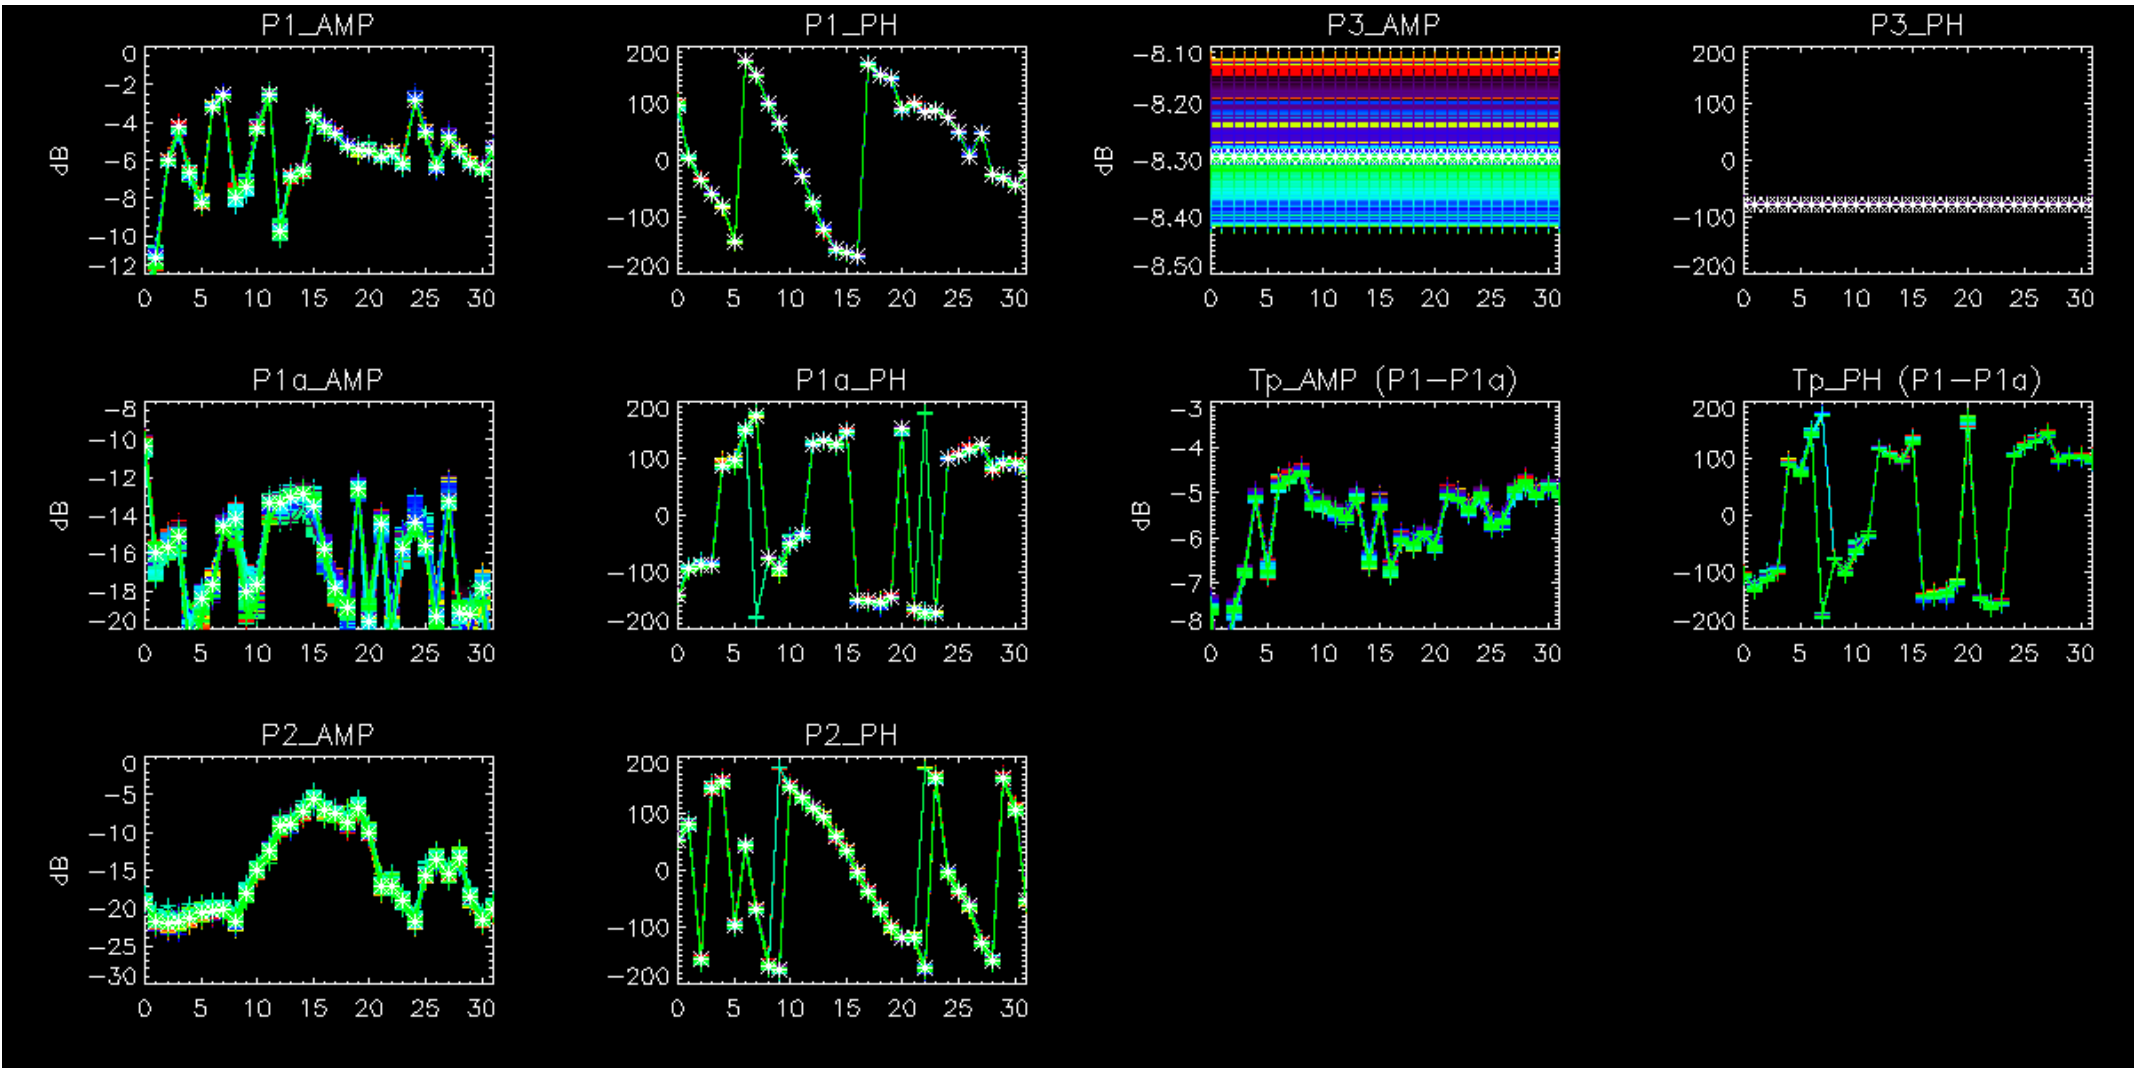 P1_AMP
dB
0
−2
−4
−6
−8
−10
−12
0 5 10 15 20 25 30
P1_PH
200
100
0
−100
−200
0 5 10 15 20 25 30
P3_AMP
dB
−8.10
−8.20
−8.30
−8.40
−8.50
0 5 10 15 20 25 30
P3_PH
200
100
0
−100
−200
0 5 10 15 20 25 30
P1a_AMP
dB
−8
−10
−12
−14
−16
−18
−20
0 5 10 15 20 25 30
P1a_PH
200
100
0
−100
−200
0 5 10 15 20 25 30
Tp_AMP (P1−P1a)
dB
−3
−4
−5
−6
−7
−8
0 5 10 15 20 25 30
Tp_PH (P1−P1a)
200
100
0
−100
−200
0 5 10 15 20 25 30
P2_AMP
dB
0
−5
−10
−15
−20
−25
−30
0 5 10 15 20 25 30
P2_PH
200
100
0
−100
−200
0 5 10 15 20 25 30